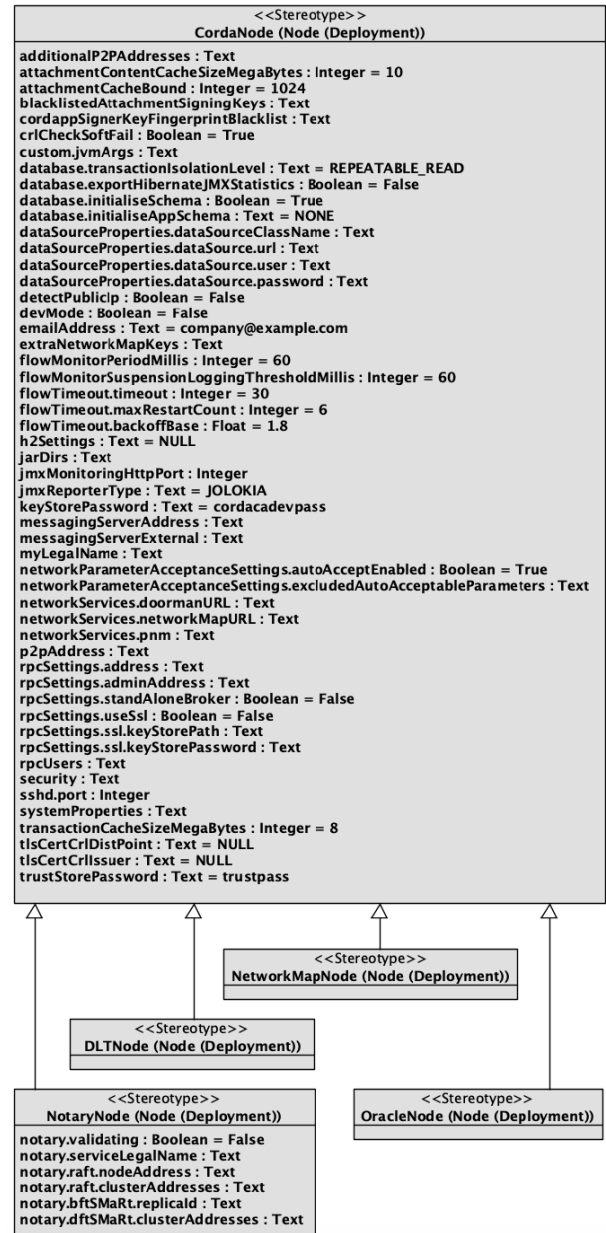 <<Stereotype>>
CordaNode (Node (Deployment))
additionalP2PAddresses : Text
attachmentContentCacheSizeMegaBytes : Integer = 10
attachmentCacheBound : Integer = 1024
blacklistedAttachmentSigningKeys : Text
cordappSignerKeyFingerprintBlacklist : Text
crlCheckSoftFail : Boolean = True
custom.jvmArgs : Text
database.transactionIsolationLevel : Text = REPEATABLE_READ
database.exportHibernateJMXStatistics : Boolean = False
database.initialiseSchema : Boolean = True
database.initialiseAppSchema : Text = NONE
dataSourceProperties.dataSourceClassName : Text
dataSourceProperties.dataSource.url : Text
dataSourceProperties.dataSource.user : Text
dataSourceProperties.dataSource.password : Text
detectPublicIp : Boolean = False
devMode : Boolean = False
emailAddress : Text = company@example.com
extraNetworkMapKeys : Text
flowMonitorPeriodMillis : Integer = 60
flowMonitorSuspensionLoggingThresholdMillis : Integer = 60
flowTimeout.timeout : Integer = 30
flowTimeout.maxRestartCount : Integer = 6
flowTimeout.backoffBase : Float = 1.8
h2Settings : Text = NULL
jarDirs : Text
jmxMonitoringHttpPort : Integer
jmxReporterType : Text = JOLOKIA
keyStorePassword : Text = cordacadevpass
messagingServerAddress : Text
messagingServerExternal : Text
myLegalName : Text
networkParameterAcceptanceSettings.autoAcceptEnabled : Boolean = True
networkParameterAcceptanceSettings.excludedAutoAcceptableParameters : Text
networkServices.doormanURL : Text
networkServices.networkMapURL : Text
networkServices.pnm : Text
p2pAddress : Text
rpcSettings.address : Text
rpcSettings.adminAddress : Text
rpcSettings.standAloneBroker : Boolean = False
rpcSettings.useSsl : Boolean = False
rpcSettings.ssl.keyStorePath : Text
rpcSettings.ssl.keyStorePassword : Text
rpcUsers : Text
security : Text
sshd.port : Integer
systemProperties : Text
transactionCacheSizeMegaBytes : Integer = 8
tlsCertCrlDistPoint : Text = NULL
tlsCertCrlIssuer : Text = NULL
trustStorePassword : Text = trustpass
<<Stereotype>>
NetworkMapNode (Node (Deployment))
<<Stereotype>>
DLTNode (Node (Deployment))
<<Stereotype>>
NotaryNode (Node (Deployment))
notary.validating : Boolean = False
notary.serviceLegalName : Text
notary.raft.nodeAddress : Text
notary.raft.clusterAddresses : Text
notary.bftSMaRt.replicaId : Text
notary.dftSMaRt.clusterAddresses : Text
<<Stereotype>>
OracleNode (Node (Deployment))